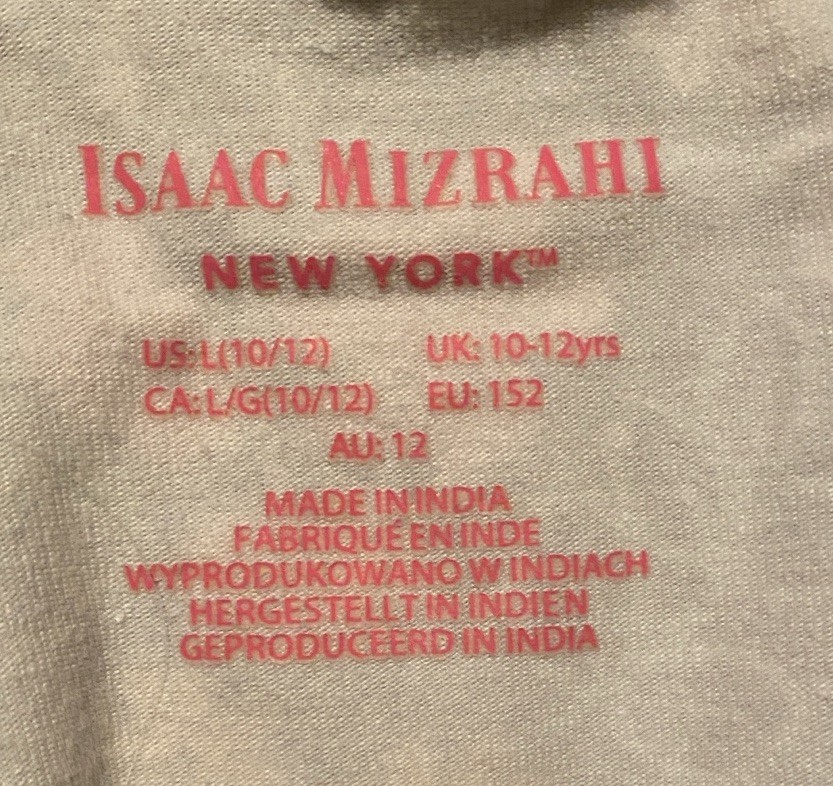 ISAAC MIZRAHI
NEW YORK™
US: L(10/12) UK: 10-12yrs
CA: L/G(10/12) EU: 152
AU: 12
MADE IN INDIA
FABRIQUÉ EN INDE
WYPRODUKOWANO W INDIACH
HERGESTELLT IN INDIEN
GEPRODUCEERD IN INDIA